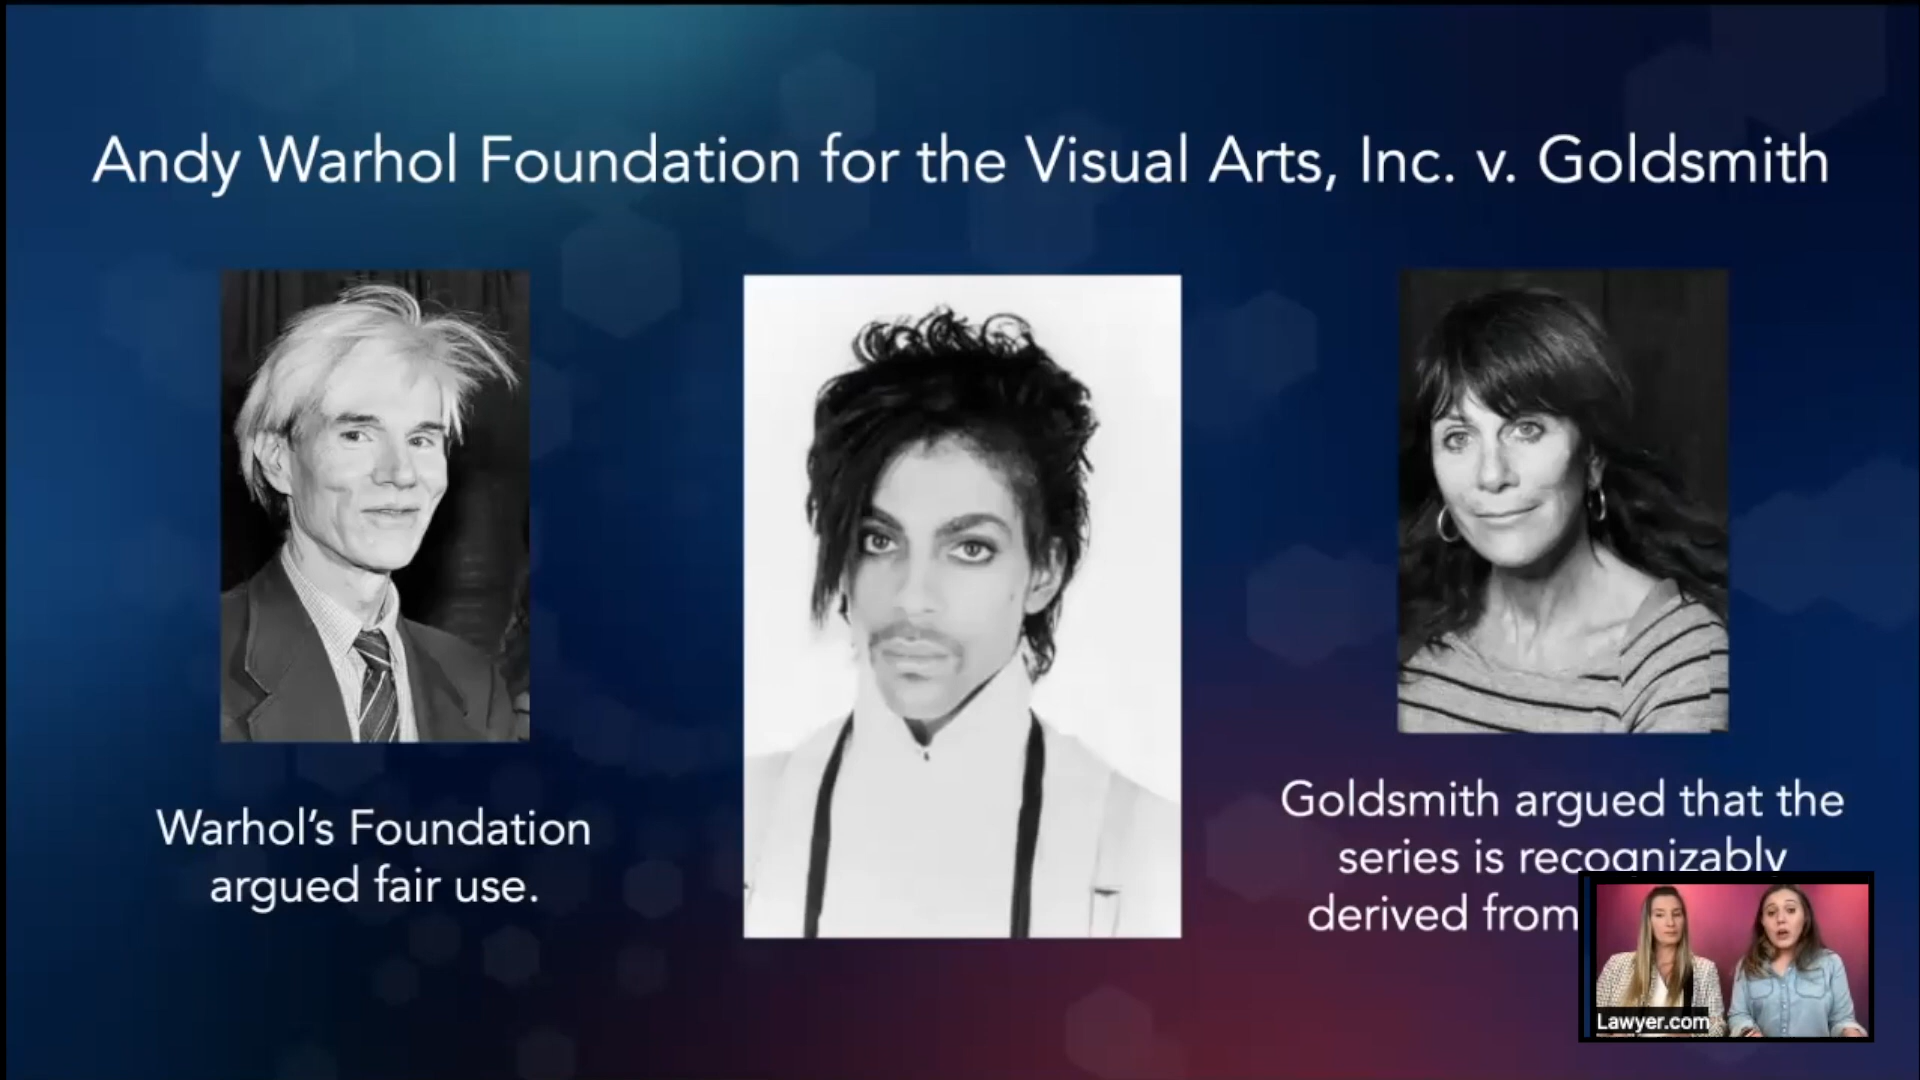 Andy Warhol Foundation for the Visual Arts, Inc. v. Goldsmith
Warhol's Foundation
argued fair use.
Goldsmith argued that the
series is recognizably
derived from
Lawyer.com